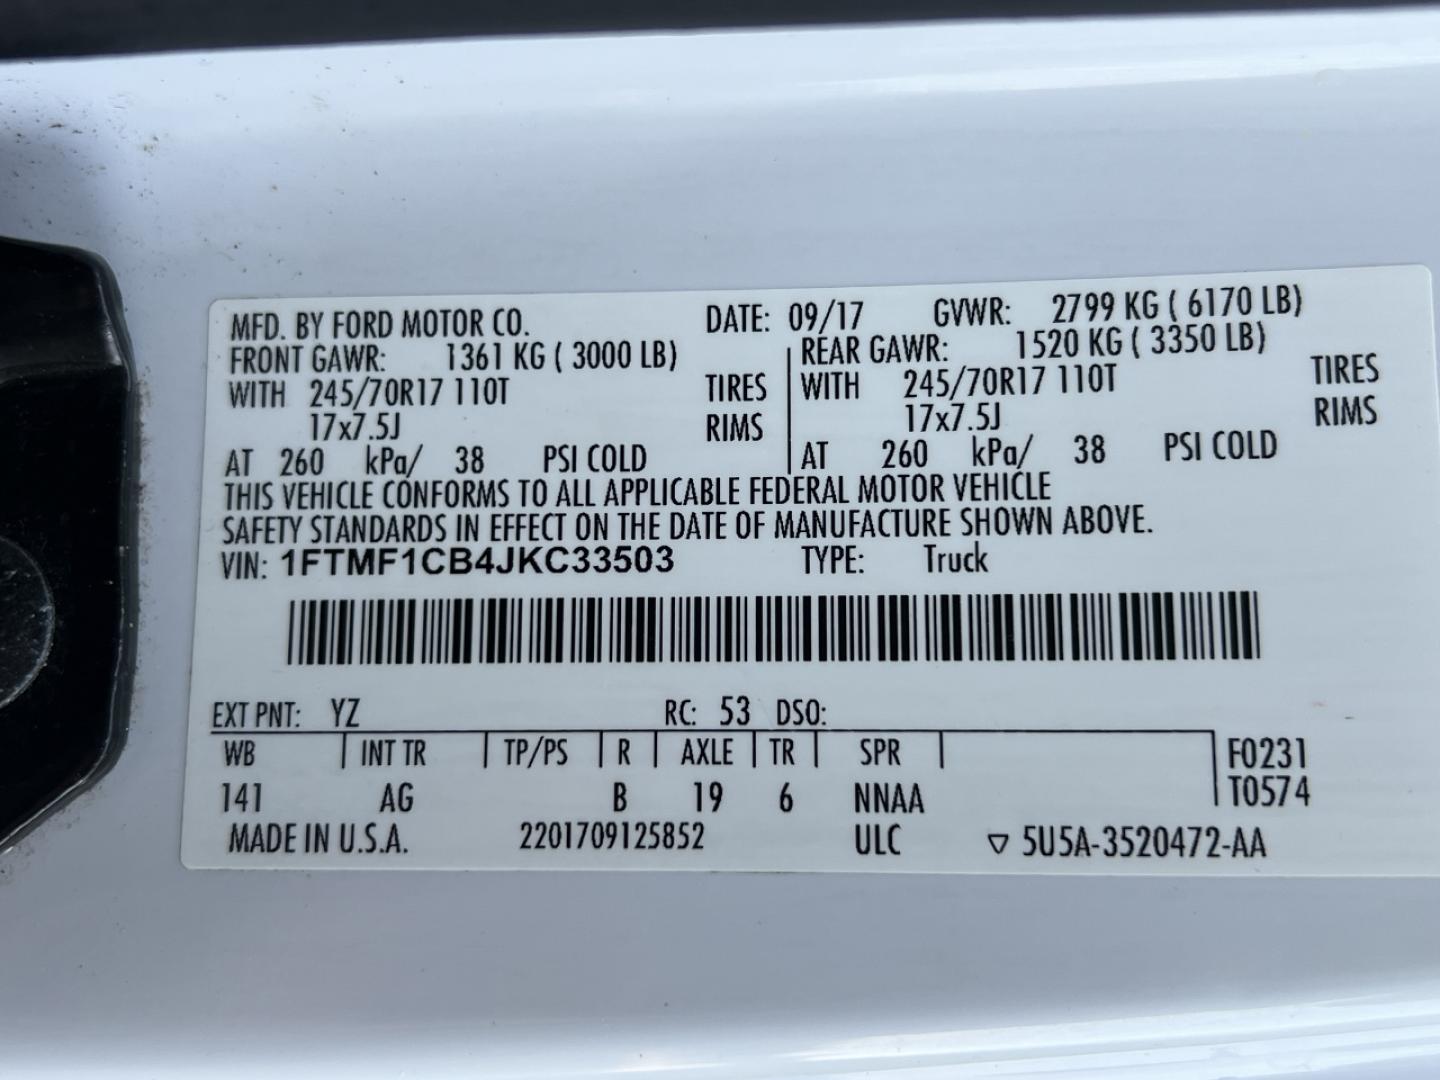 MFD. BY FORD MOTOR CO. DATE: 09/17 GVWR: 2799 KG ( 6170 LB)
FRONT GAWR: 1361 KG ( 3000 LB) REAR GAWR: 1520 KG ( 3350 LB)
WITH 245/70R17 110T TIRES WITH 245/70R17 110T TIRES
17x7.5J RIMS 17x7.5J RIMS
AT 260 kPa/ 38 PSI COLD AT 260 kPa/ 38 PSI COLD
THIS VEHICLE CONFORMS TO ALL APPLICABLE FEDERAL MOTOR VEHICLE
SAFETY STANDARDS IN EFFECT ON THE DATE OF MANUFACTURE SHOWN ABOVE.
VIN: 1FTMF1CB4JKC33503 TYPE: Truck
EXT PNT: YZ RC: 53 DSO:
WB INT TR TP/PS R AXLE TR SPR F0231
141 AG B 19 6 NNAA T0574
MADE IN U.S.A. 2201709125852 ULC ▽ 5U5A-3520472-AA